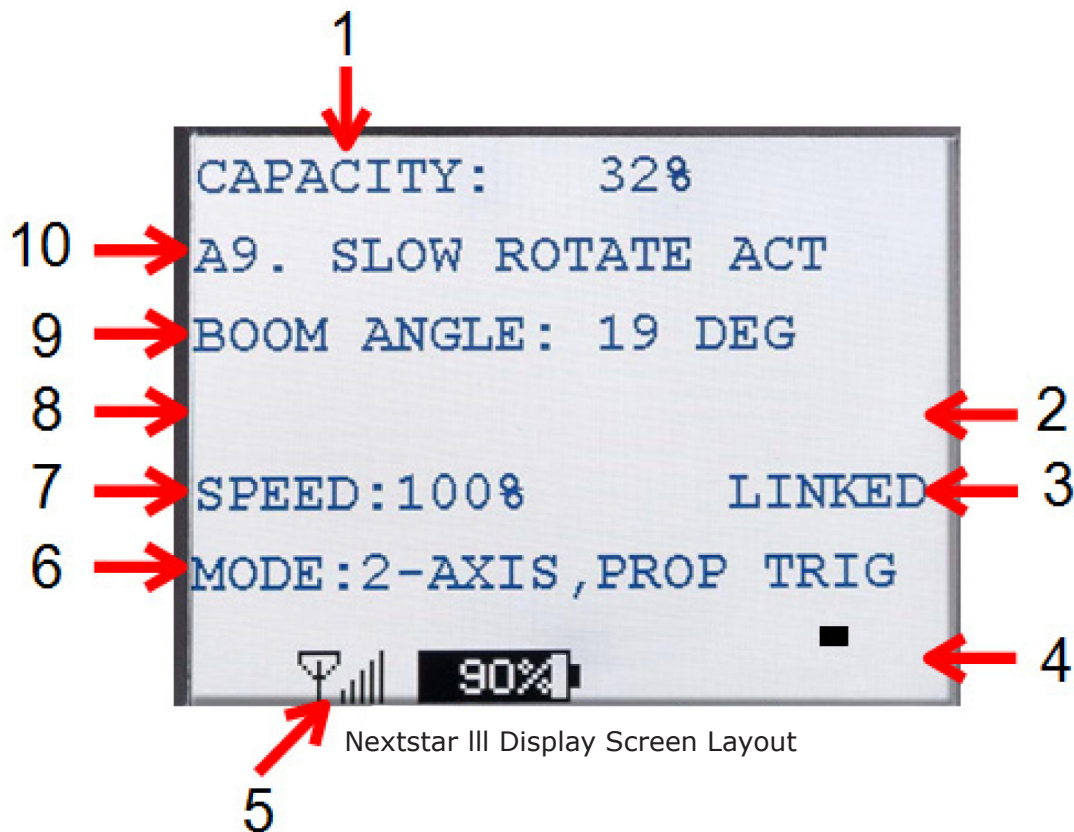 1
CAPACITY: 32%
10 A9. SLOW ROTATE ACT
9 BOOM ANGLE: 19 DEG
8 2
7 SPEED:100% LINKED 3
6 MODE:2-AXIS,PROP TRIG
90% 4
Nextstar lll Display Screen Layout
5